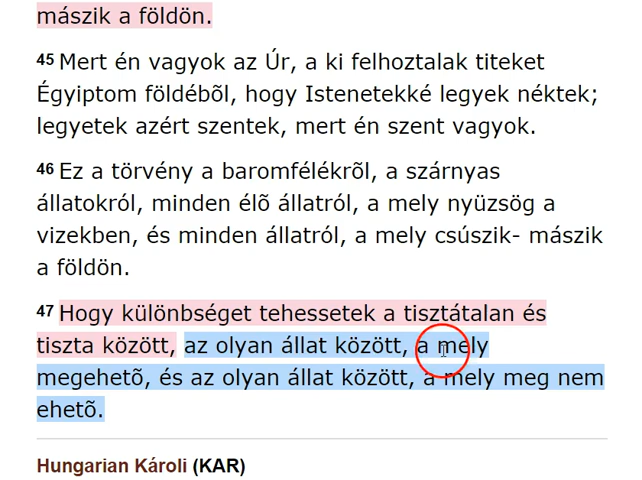 mászik a földön.
45 Mert én vagyok az Úr, a ki felhoztalak titeket
Égyiptom földébõl, hogy Istenetekké legyek néktek;
legyetek azért szentek, mert én szent vagyok.
46 Ez a törvény a baromfélékrõl, a szárnyas
állatokról, minden élõ állatról, a mely nyüzsög a
vizekben, és minden állatról, a mely csúszik- mászik
a földön.
47 Hogy különbséget tehessetek a tisztátalan és
tiszta között, az olyan állat között, a mely
megehetõ, és az olyan állat között, a mely meg nem
ehetõ.
Hungarian Károli (KAR)